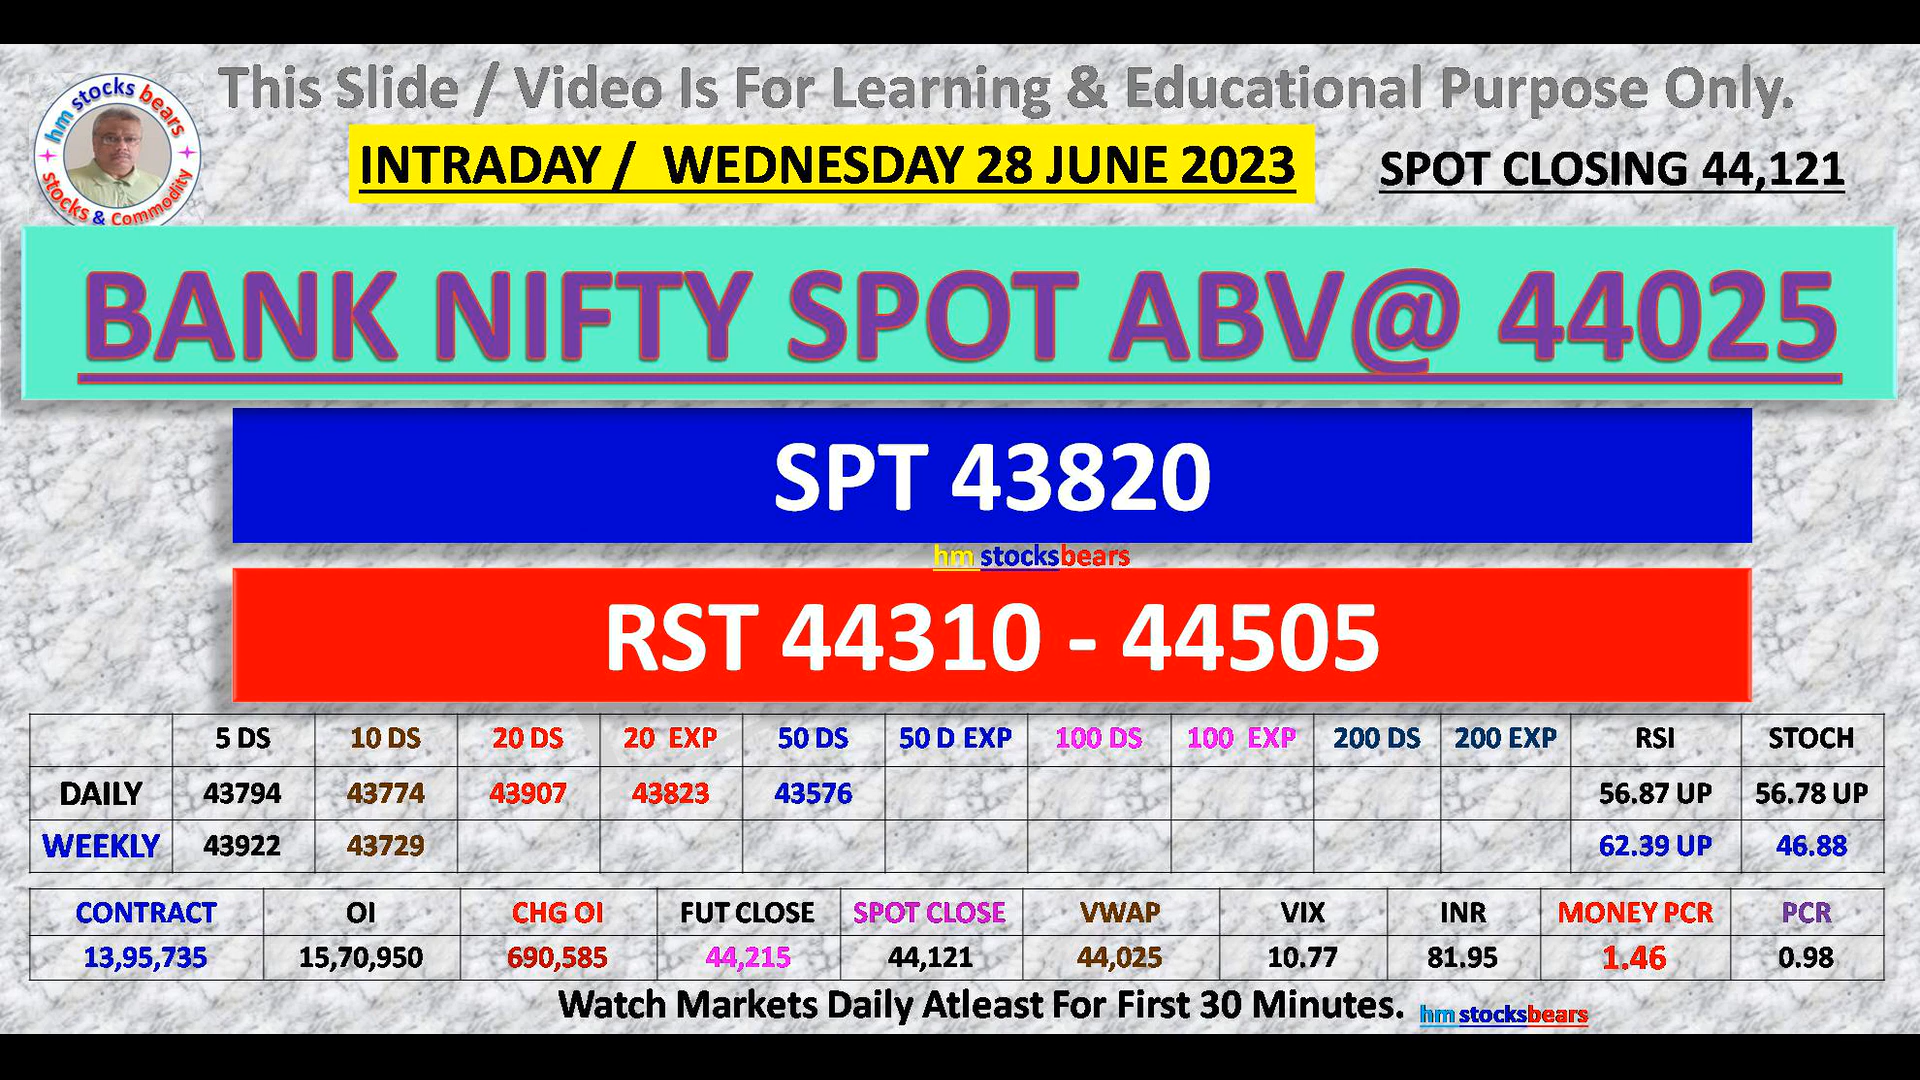 hm stocks bears
stocks & Commodity
This Slide / Video Is For Learning & Educational Purpose Only.
INTRADAY / WEDNESDAY 28 JUNE 2023
SPOT CLOSING 44,121
BANK NIFTY SPOT ABV@ 44025
SPT 43820
hm stocksbears
RST 44310 - 44505
5 DS 10 DS 20 DS 20 EXP 50 DS 50 D EXP 100 DS 100 EXP 200 DS 200 EXP RSI STOCH
DAILY 43794 43774 43907 43823 43576 56.87 UP 56.78 UP
WEEKLY 43922 43729 62.39 UP 46.88
CONTRACT OI CHG OI FUT CLOSE SPOT CLOSE VWAP VIX INR MONEY PCR PCR
13,95,735 15,70,950 690,585 44,215 44,121 44,025 10.77 81.95 1.46 0.98
Watch Markets Daily Atleast For First 30 Minutes.
hm stocksbears